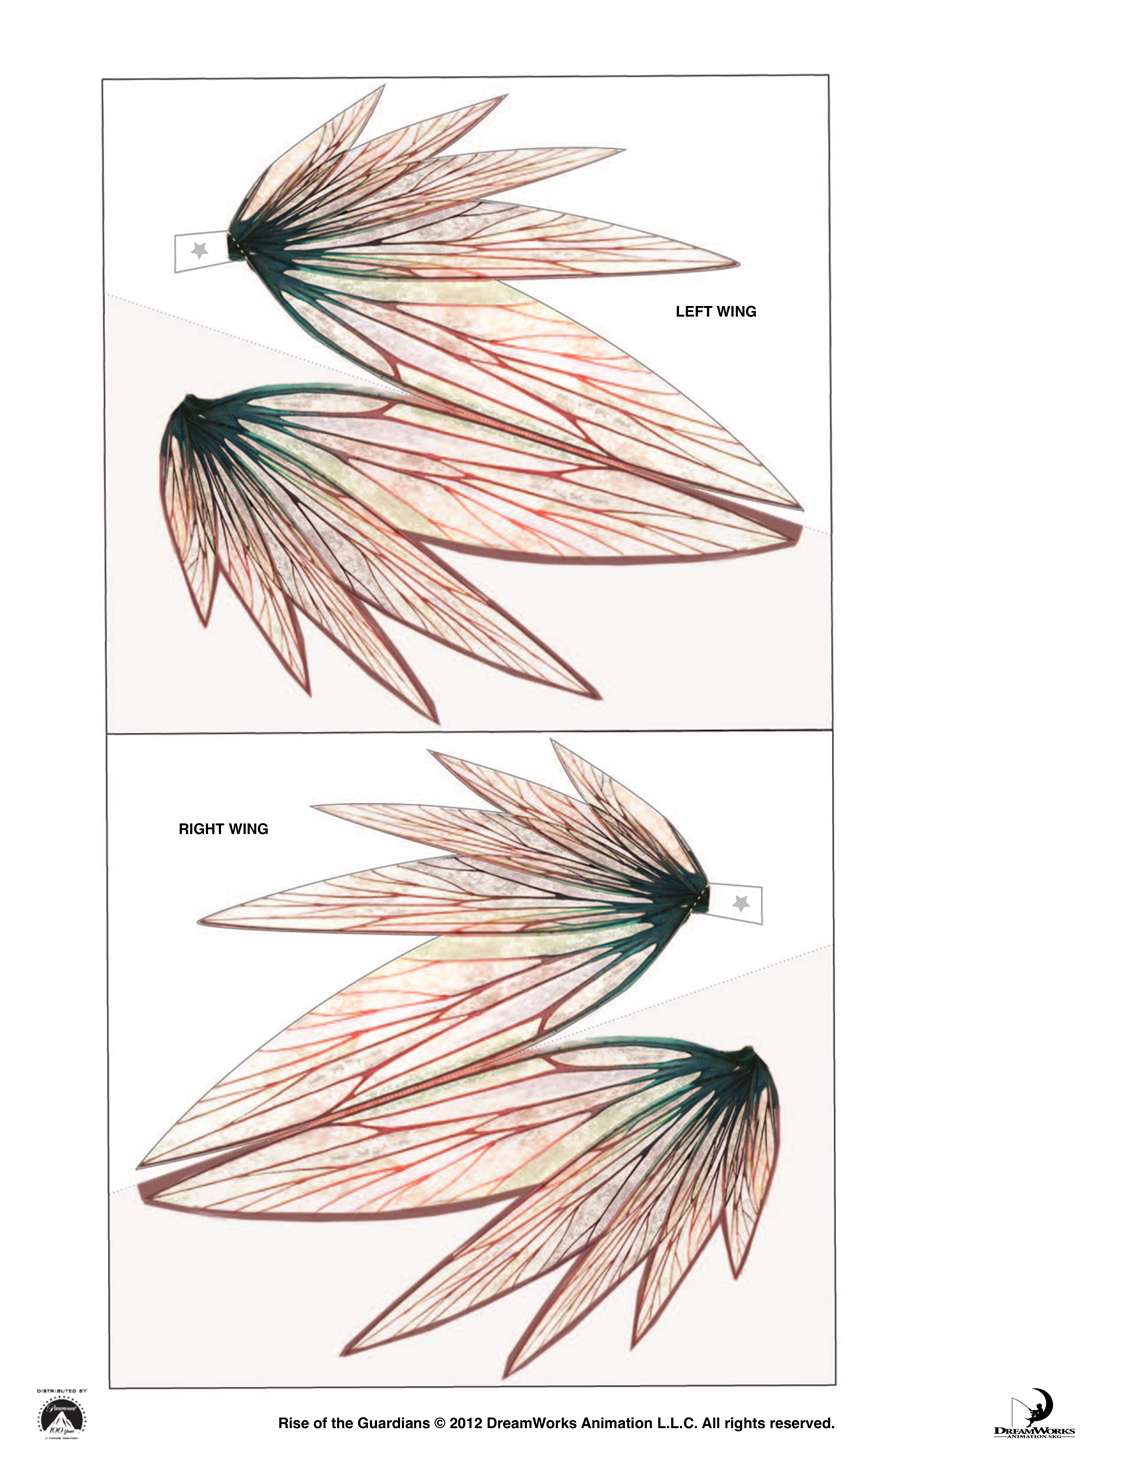 LEFT WING
RIGHT WING
DISTRIBUTED BY
Paramount
100 Years
Rise of the Guardians © 2012 DreamWorks Animation L.L.C. All rights reserved.
DREAMWORKS
ANIMATION SKG